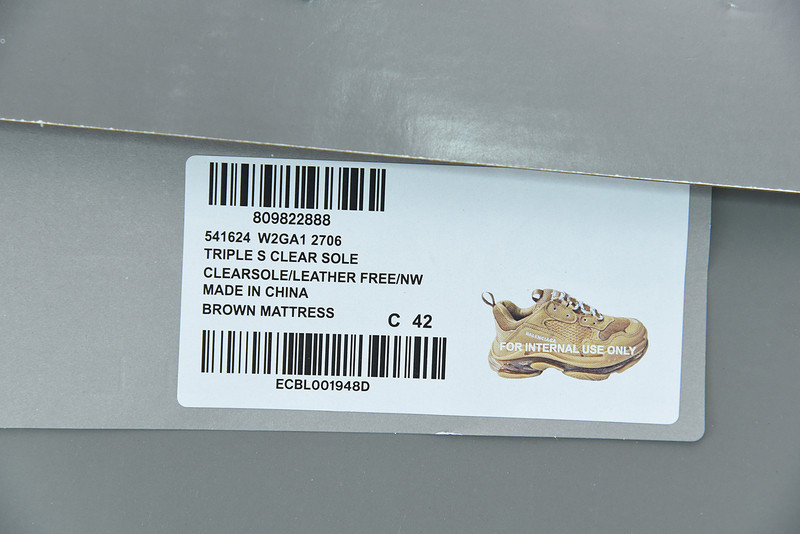 809822888
541624 W2GA1 2706
TRIPLE S CLEAR SOLE
CLEARSOLE/LEATHER FREE/NW
MADE IN CHINA
BROWN MATTRESS
C 42
ECBL001948D
BALENCIAGA
FOR INTERNAL USE ONLY